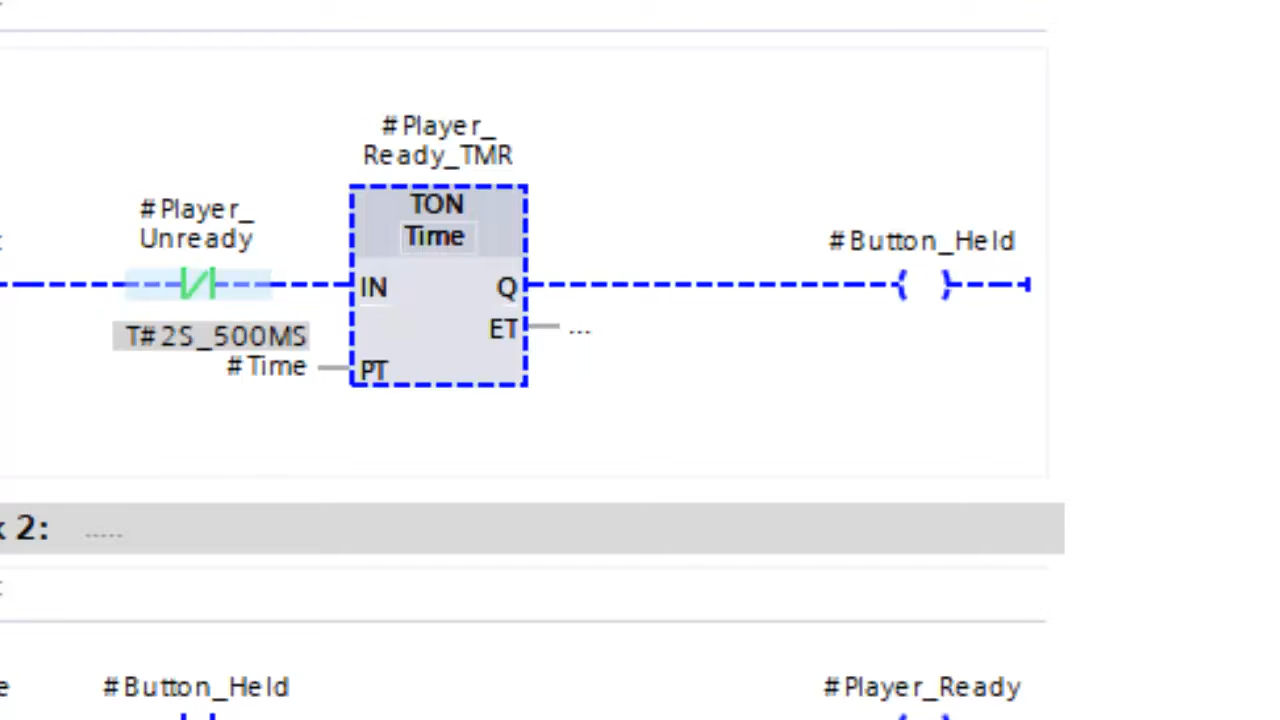 #Player_
Ready_TMR
#Player_
Unready
TON
Time
#Button_Held
IN
Q
T#2S_500MS
ET
...
#Time
PT
2:
.....
#Button_Held
#Player_Ready